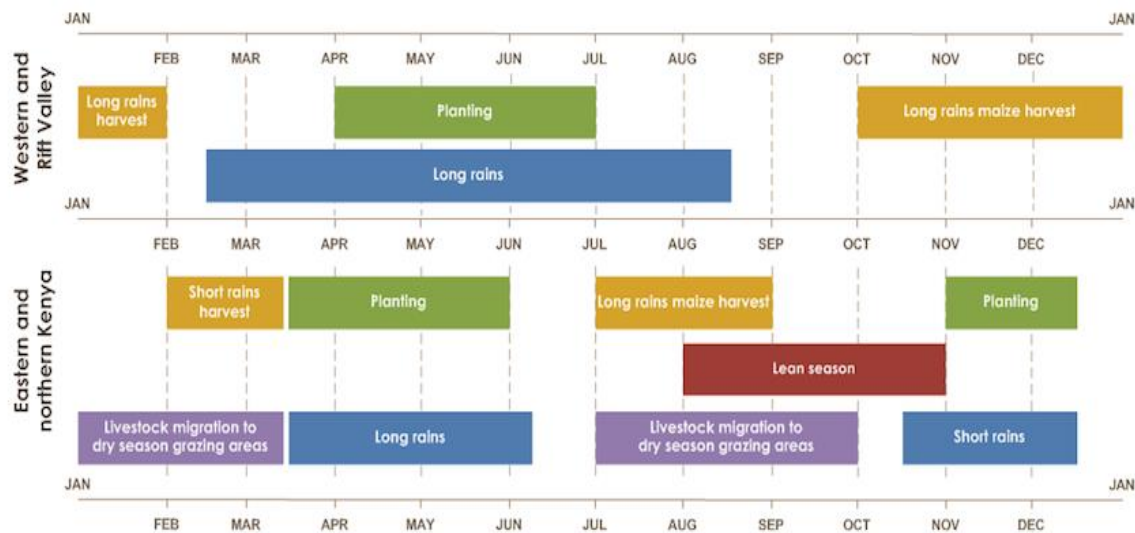 JAN JAN
FEB MAR APR MAY JUN JUL AUG SEP OCT NOV DEC
Western and
Rift Valley
Long rains
harvest
Planting
Long rains maize harvest
Long rains
JAN JAN
FEB MAR APR MAY JUN JUL AUG SEP OCT NOV DEC
Eastern and
northern Kenya
Short rains
harvest
Planting
Long rains maize harvest
Planting
Lean season
Livestock migration to
dry season grazing areas
Long rains
Livestock migration to
dry season grazing areas
Short rains
JAN JAN
FEB MAR APR MAY JUN JUL AUG SEP OCT NOV DEC